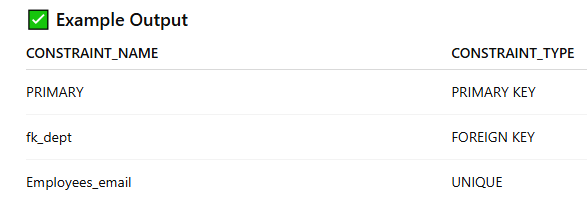 ✅ Example Output
CONSTRAINT_NAME CONSTRAINT_TYPE
PRIMARY PRIMARY KEY
fk_dept FOREIGN KEY
Employees_email UNIQUE